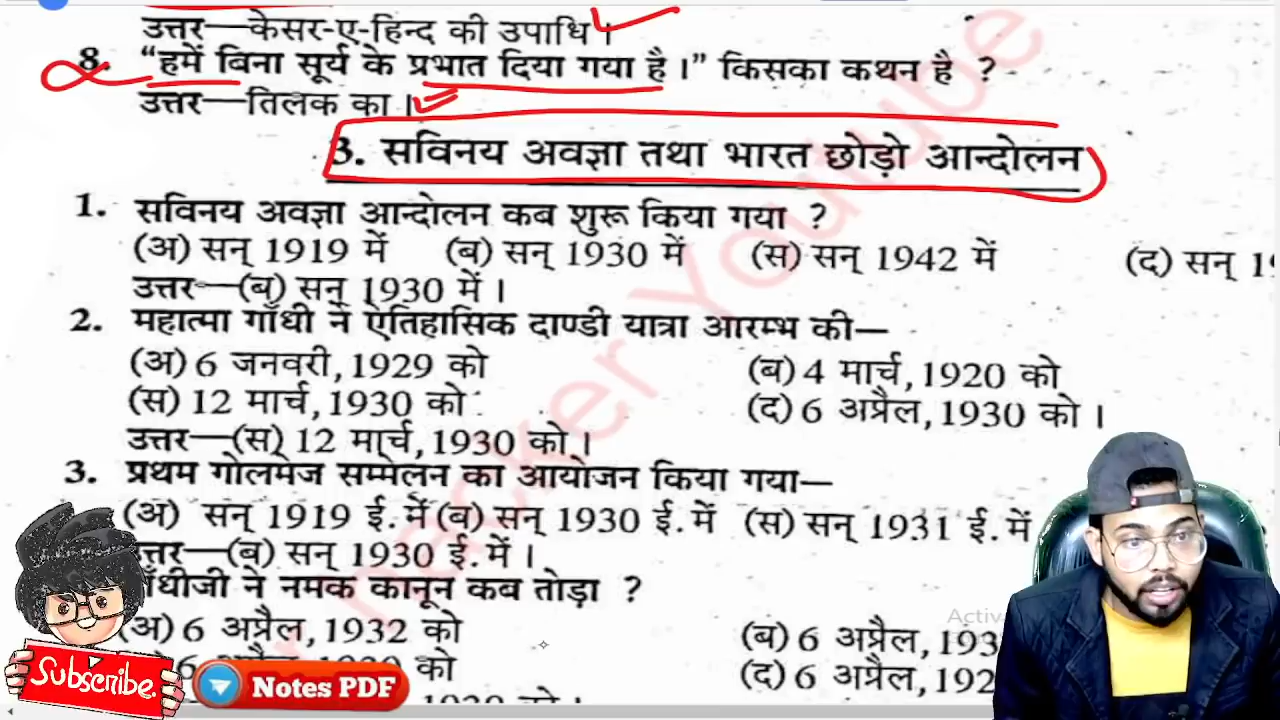 उत्तर—केसर-ए-हिन्द की उपाधि ।
8. “हमें बिना सूर्य के प्रभात दिया गया है ।” किसका कथन है ?
उत्तर—तिलक का ।
3. सविनय अवज्ञा तथा भारत छोड़ो आन्दोलन
1. सविनय अवज्ञा आन्दोलन कब शुरू किया गया ?
(अ) सन् 1919 में (ब) सन् 1930 में (स) सन् 1942 में (द) सन्
उत्तर—(ब) सन् 1930 में ।
2. महात्मा गाँधी ने ऐतिहासिक दाण्डी यात्रा आरम्भ की—
(अ) 6 जनवरी, 1929 को (ब) 4 मार्च, 1920 को
(स) 12 मार्च, 1930 को (द) 6 अप्रैल, 1930 को ।
उत्तर—(स) 12 मार्च, 1930 को ।
3. प्रथम गोलमेज सम्मेलन का आयोजन किया गया—
(अ) सन् 1919 ई. में (ब) सन् 1930 ई. में (स) सन् 1931 ई. में
उत्तर—(ब) सन् 1930 ई. में ।
गाँधीजी ने नमक कानून कब तोड़ा ?
(अ) 6 अप्रैल, 1932 को (ब) 6 अप्रैल,
6 अप्रैल, को (द) 6 अप्रैल,
को ।
Subscribe.
Notes PDF
Youtube